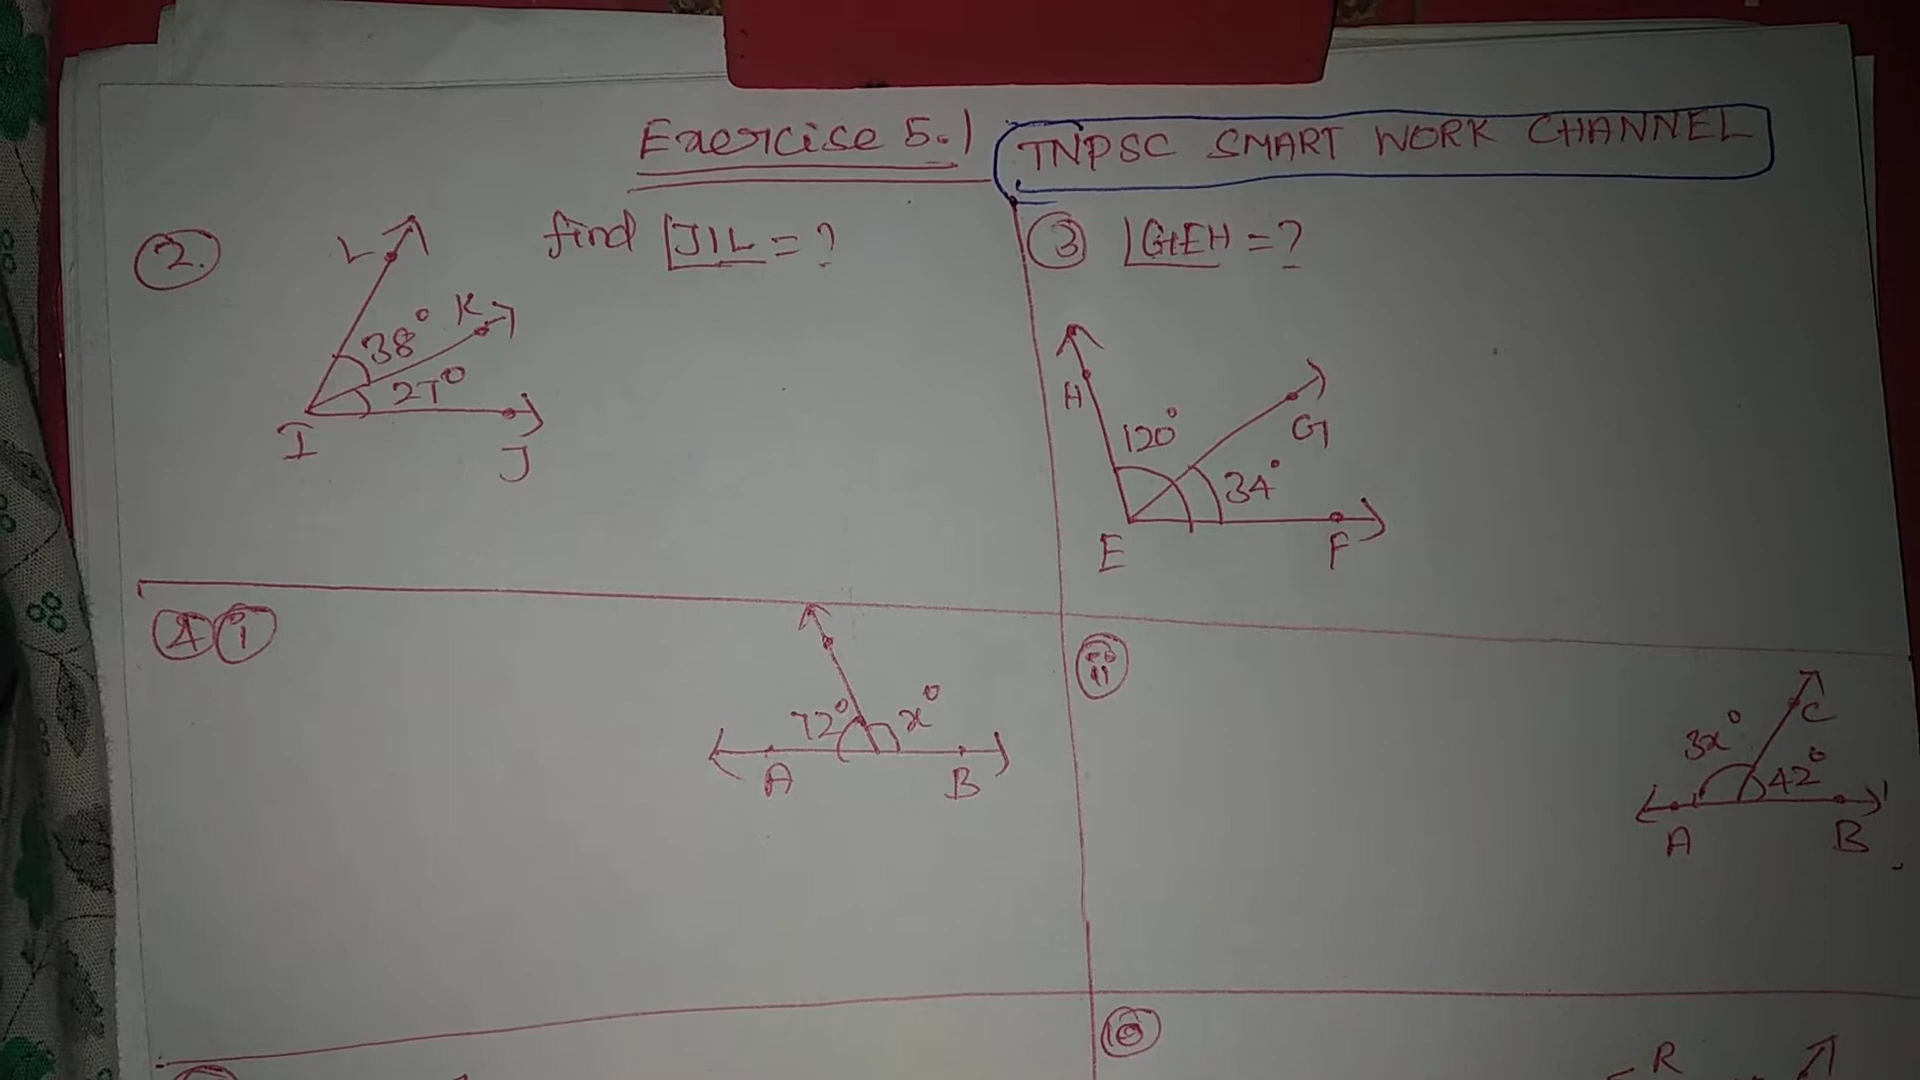 Exercise 5.1
TNPSC SMART WORK CHANNEL
2.
find ∠JIL = ?
L
38°
K
27°
I
J
3
∠GEH = ?
H
120°
G
34°
E
F
4 i
72°
x°
A
B
ii
3x°
C
42°
A
B
R